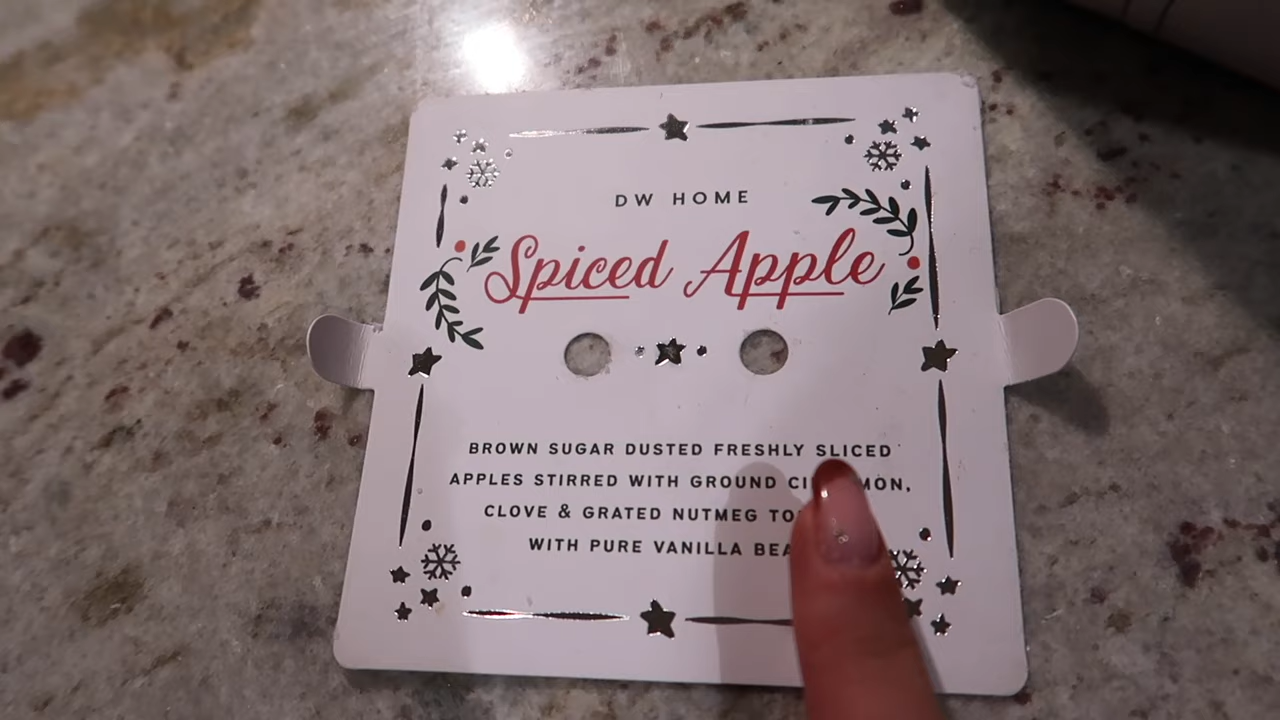 DW HOME
Spiced Apple
BROWN SUGAR DUSTED FRESHLY SLICED
APPLES STIRRED WITH GROUND
CLOVE & GRATED NUTMEG
WITH PURE VANILLA